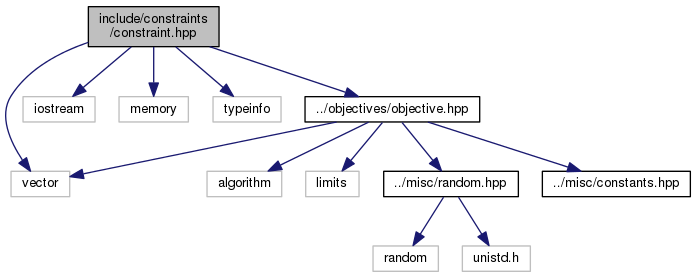 include/constraints
/constraint.hpp
iostream
memory
typeinfo
../objectives/objective.hpp
vector
algorithm
limits
../misc/random.hpp
../misc/constants.hpp
random
unistd.h